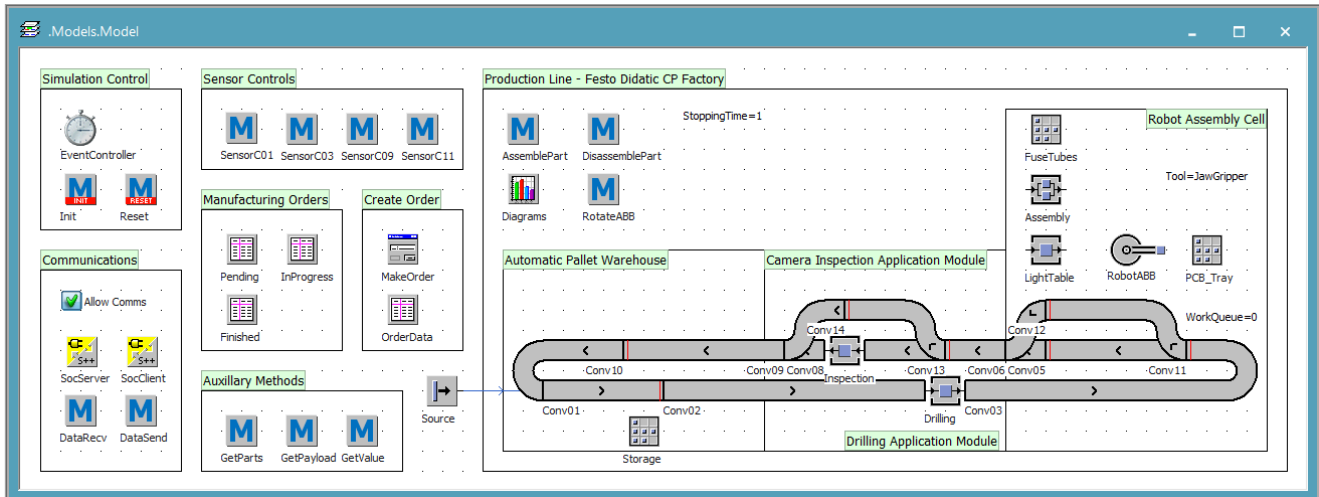 .Models.Model
Simulation Control
EventController
INIT
RESET
Init
Reset
Sensor Controls
M
M
M
M
SensorC01
SensorC03
SensorC09
SensorC11
Manufacturing Orders
Pending
InProgress
Finished
Create Order
MakeOrder
OrderData
Communications
Allow Comms
S++
S++
SocServer
SocClient
M
M
DataRecv
DataSend
Auxillary Methods
M
M
M
GetParts
GetPayload
GetValue
Source
Production Line - Festo Didatic CP Factory
StoppingTime=1
M
M
AssemblePart
DisassemblePart
M
Diagrams
RotateABB
Robot Assembly Cell
FuseTubes
Tool=JawGripper
Assembly
LightTable
RobotABB
PCB_Tray
WorkQueue=0
Automatic Pallet Warehouse
Camera Inspection Application Module
Conv14
Conv12
Conv10
Conv09
Conv08
Inspection
Conv13
Conv06
Conv05
Conv11
Conv01
Conv02
Drilling
Conv03
Storage
Drilling Application Module